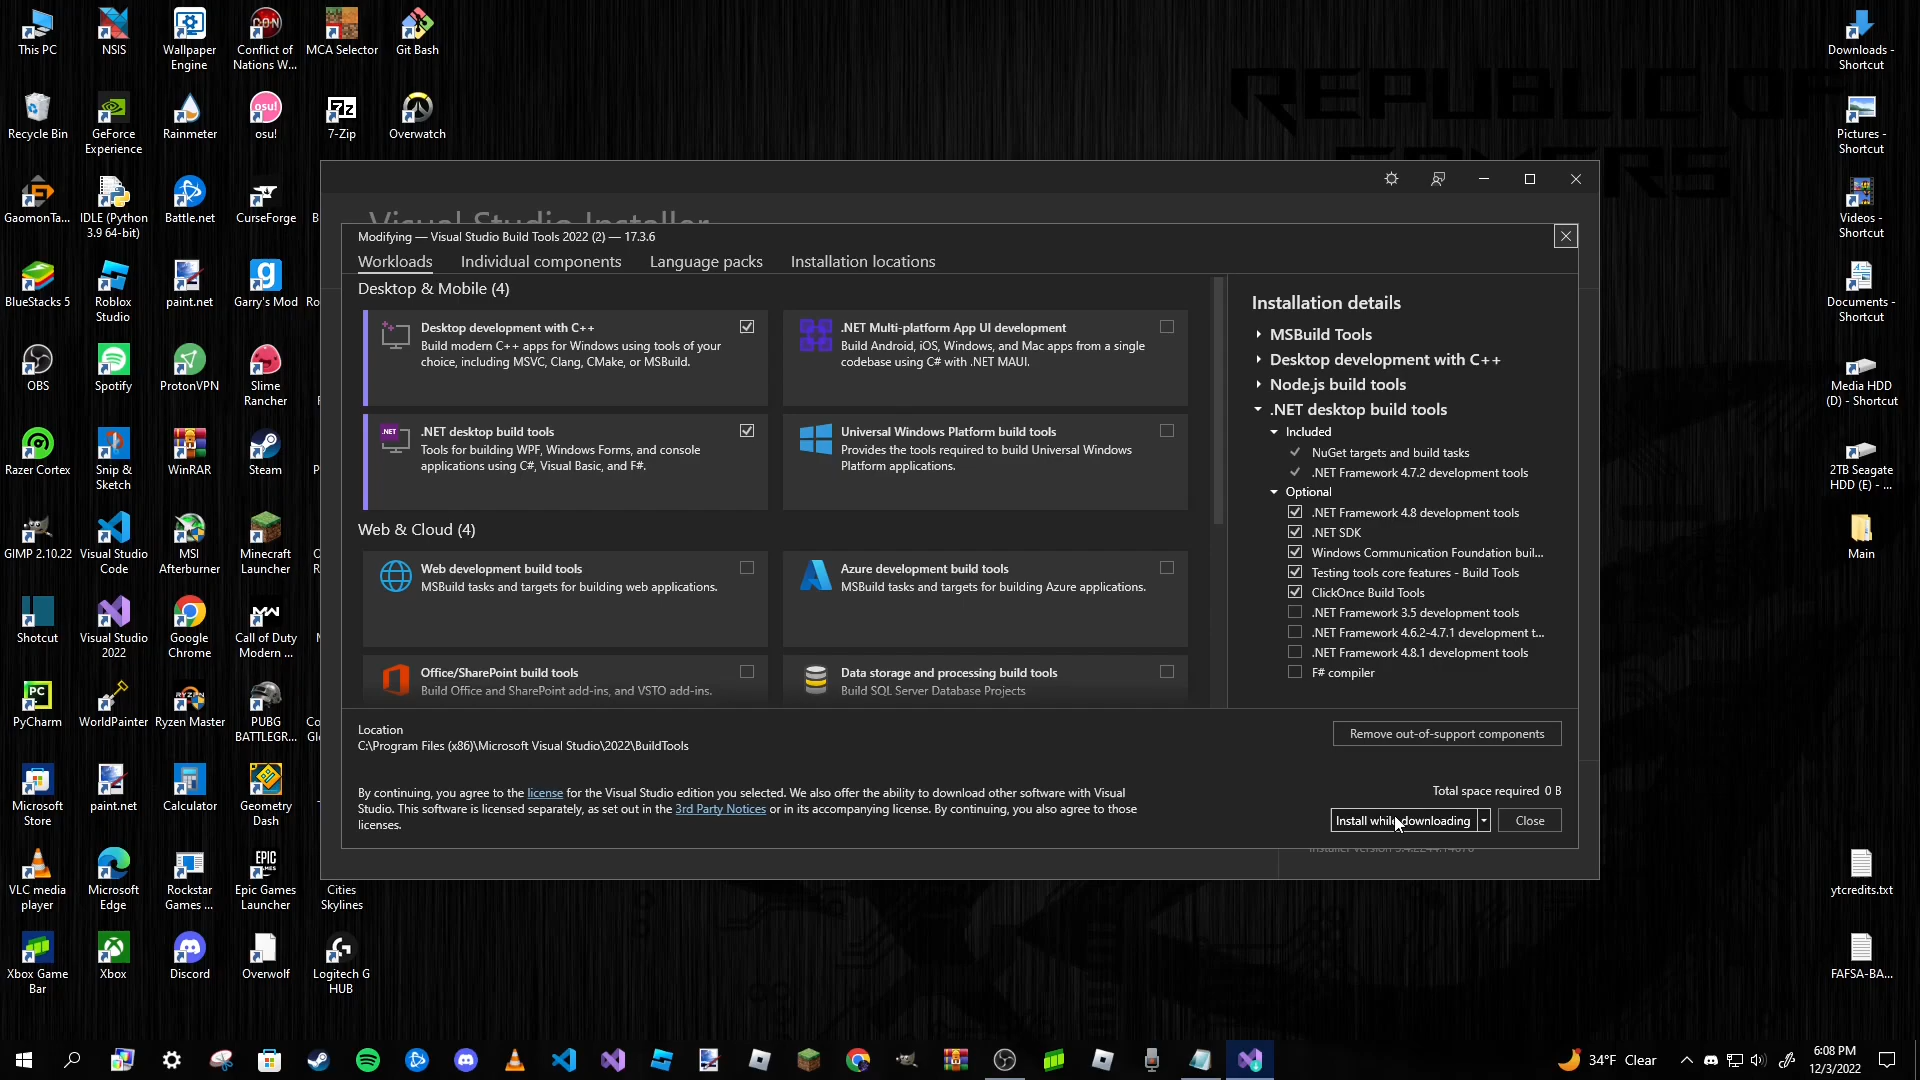 This PC
NSIS
Wallpaper
Engine
Conflict of
Nations W...
MCA Selector
Git Bash
Downloads -
Shortcut
REPUBLIC OF
GAMERS
Recycle Bin
GeForce
Experience
Rainmeter
osu!
osu!
7-Zip
Overwatch
Pictures -
Shortcut
GaomonTa...
IDLE (Python
3.9 64-bit)
Battle.net
CurseForge
B
Videos -
Shortcut
Visual Studio Installer
Modifying — Visual Studio Build Tools 2022 (2) — 17.3.6
Workloads
Individual components
Language packs
Installation locations
BlueStacks 5
Roblox
Studio
paint.net
Garry's Mod
Ro
Documents -
Shortcut
Desktop & Mobile (4)
Desktop development with C++
Build modern C++ apps for Windows using tools of your
choice, including MSVC, Clang, CMake, or MSBuild.
.NET Multi-platform App UI development
Build Android, iOS, Windows, and Mac apps from a single
codebase using C# with .NET MAUI.
.NET
.NET desktop build tools
Tools for building WPF, Windows Forms, and console
applications using C#, Visual Basic, and F#.
Universal Windows Platform build tools
Provides the tools required to build Universal Windows
Platform applications.
Web & Cloud (4)
Web development build tools
MSBuild tasks and targets for building web applications.
Azure development build tools
MSBuild tasks and targets for building Azure applications.
Office/SharePoint build tools
Build Office and SharePoint add-ins, and VSTO add-ins.
Data storage and processing build tools
Build SQL Server Database Projects
Installation details
MSBuild Tools
Desktop development with C++
Node.js build tools
.NET desktop build tools
Included
NuGet targets and build tasks
.NET Framework 4.7.2 development tools
Optional
.NET Framework 4.8 development tools
.NET SDK
Windows Communication Foundation buil...
Testing tools core features - Build Tools
ClickOnce Build Tools
.NET Framework 3.5 development tools
.NET Framework 4.6.2-4.7.1 development t...
.NET Framework 4.8.1 development tools
F# compiler
Location
C:\Program Files (x86)\Microsoft Visual Studio\2022\BuildTools
Remove out-of-support components
By continuing, you agree to the license for the Visual Studio edition you selected. We also offer the ability to download other software with Visual
Studio. This software is licensed separately, as set out in the 3rd Party Notices or in its accompanying license. By continuing, you also agree to those
licenses.
Total space required 0 B
Install while downloading
Close
OBS
Spotify
ProtonVPN
Slime
Rancher
Media HDD
(D) - Shortcut
Razer Cortex
Snip &
Sketch
WinRAR
Steam
2TB Seagate
HDD (E) - ...
GIMP 2.10.22
Visual Studio
Code
MSI
Afterburner
Minecraft
Launcher
Main
Shotcut
Visual Studio
2022
Google
Chrome
Call of Duty
Modern ...
PyCharm
WorldPainter
Ryzen Master
PUBG
BATTLEGR...
Co
Gl
Microsoft
Store
paint.net
Calculator
Geometry
Dash
VLC media
player
Microsoft
Edge
Rockstar
Games ...
Epic Games
Launcher
Cities
Skylines
ytcredits.txt
Xbox Game
Bar
Xbox
Discord
Overwolf
Logitech G
HUB
FAFSA-BA...
34°F Clear
6:08 PM
12/3/2022